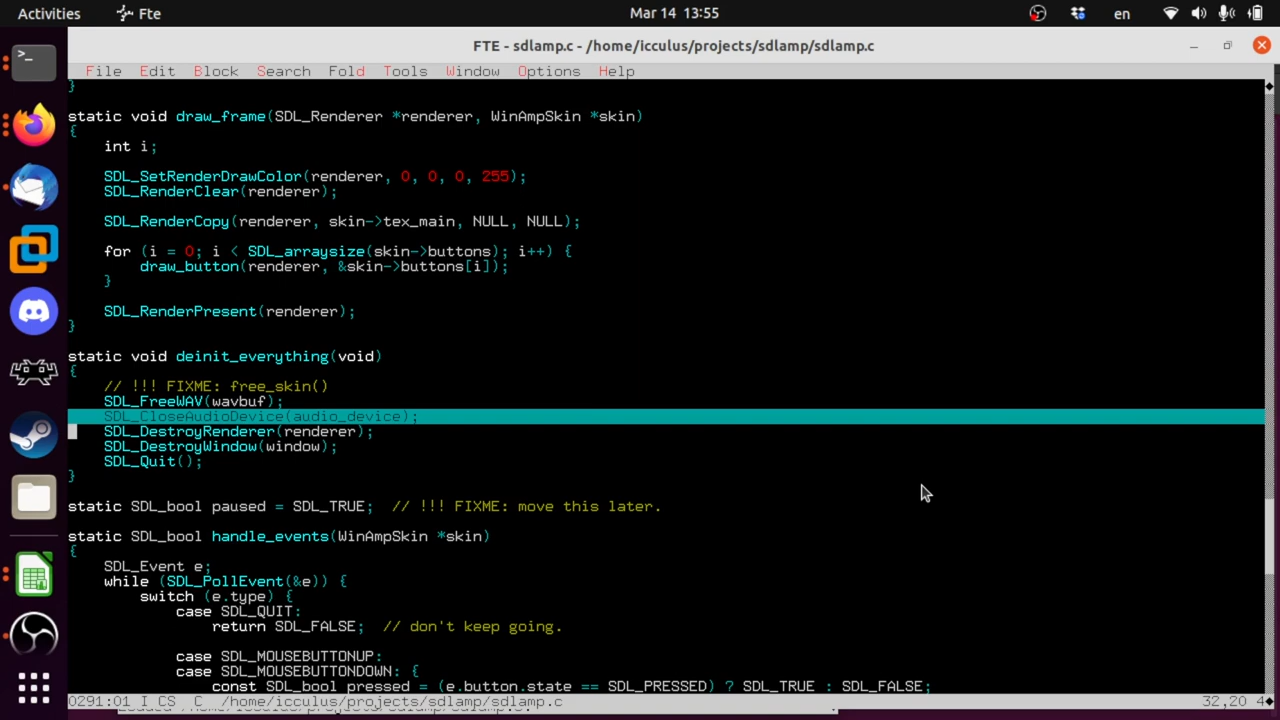 Activities Fte Mar 14 13:55 en
FTE - sdlamp.c - /home/icculus/projects/sdlamp/sdlamp.c
File Edit Block Search Fold Tools Window Options Help
}
static void draw_frame(SDL_Renderer *renderer, WinAmpSkin *skin)
{
int i;
SDL_SetRenderDrawColor(renderer, 0, 0, 0, 255);
SDL_RenderClear(renderer);
SDL_RenderCopy(renderer, skin->tex_main, NULL, NULL);
for (i = 0; i < SDL_arraysize(skin->buttons); i++) {
draw_button(renderer, &skin->buttons[i]);
}
SDL_RenderPresent(renderer);
}
static void deinit_everything(void)
{
// !!! FIXME: free_skin()
SDL_FreeWAV(wavbuf);
SDL_CloseAudioDevice(audio_device);
SDL_DestroyRenderer(renderer);
SDL_DestroyWindow(window);
SDL_Quit();
}
static SDL_bool paused = SDL_TRUE; // !!! FIXME: move this later.
static SDL_bool handle_events(WinAmpSkin *skin)
{
SDL_Event e;
while (SDL_PollEvent(&e)) {
switch (e.type) {
case SDL_QUIT:
return SDL_FALSE; // don't keep going.
case SDL_MOUSEBUTTONUP:
case SDL_MOUSEBUTTONDOWN: {
const SDL_bool pressed = (e.button.state == SDL_PRESSED) ? SDL_TRUE : SDL_FALSE;
0291:01 I CS C /home/icculus/projects/sdlamp/sdlamp.c 32,20 4